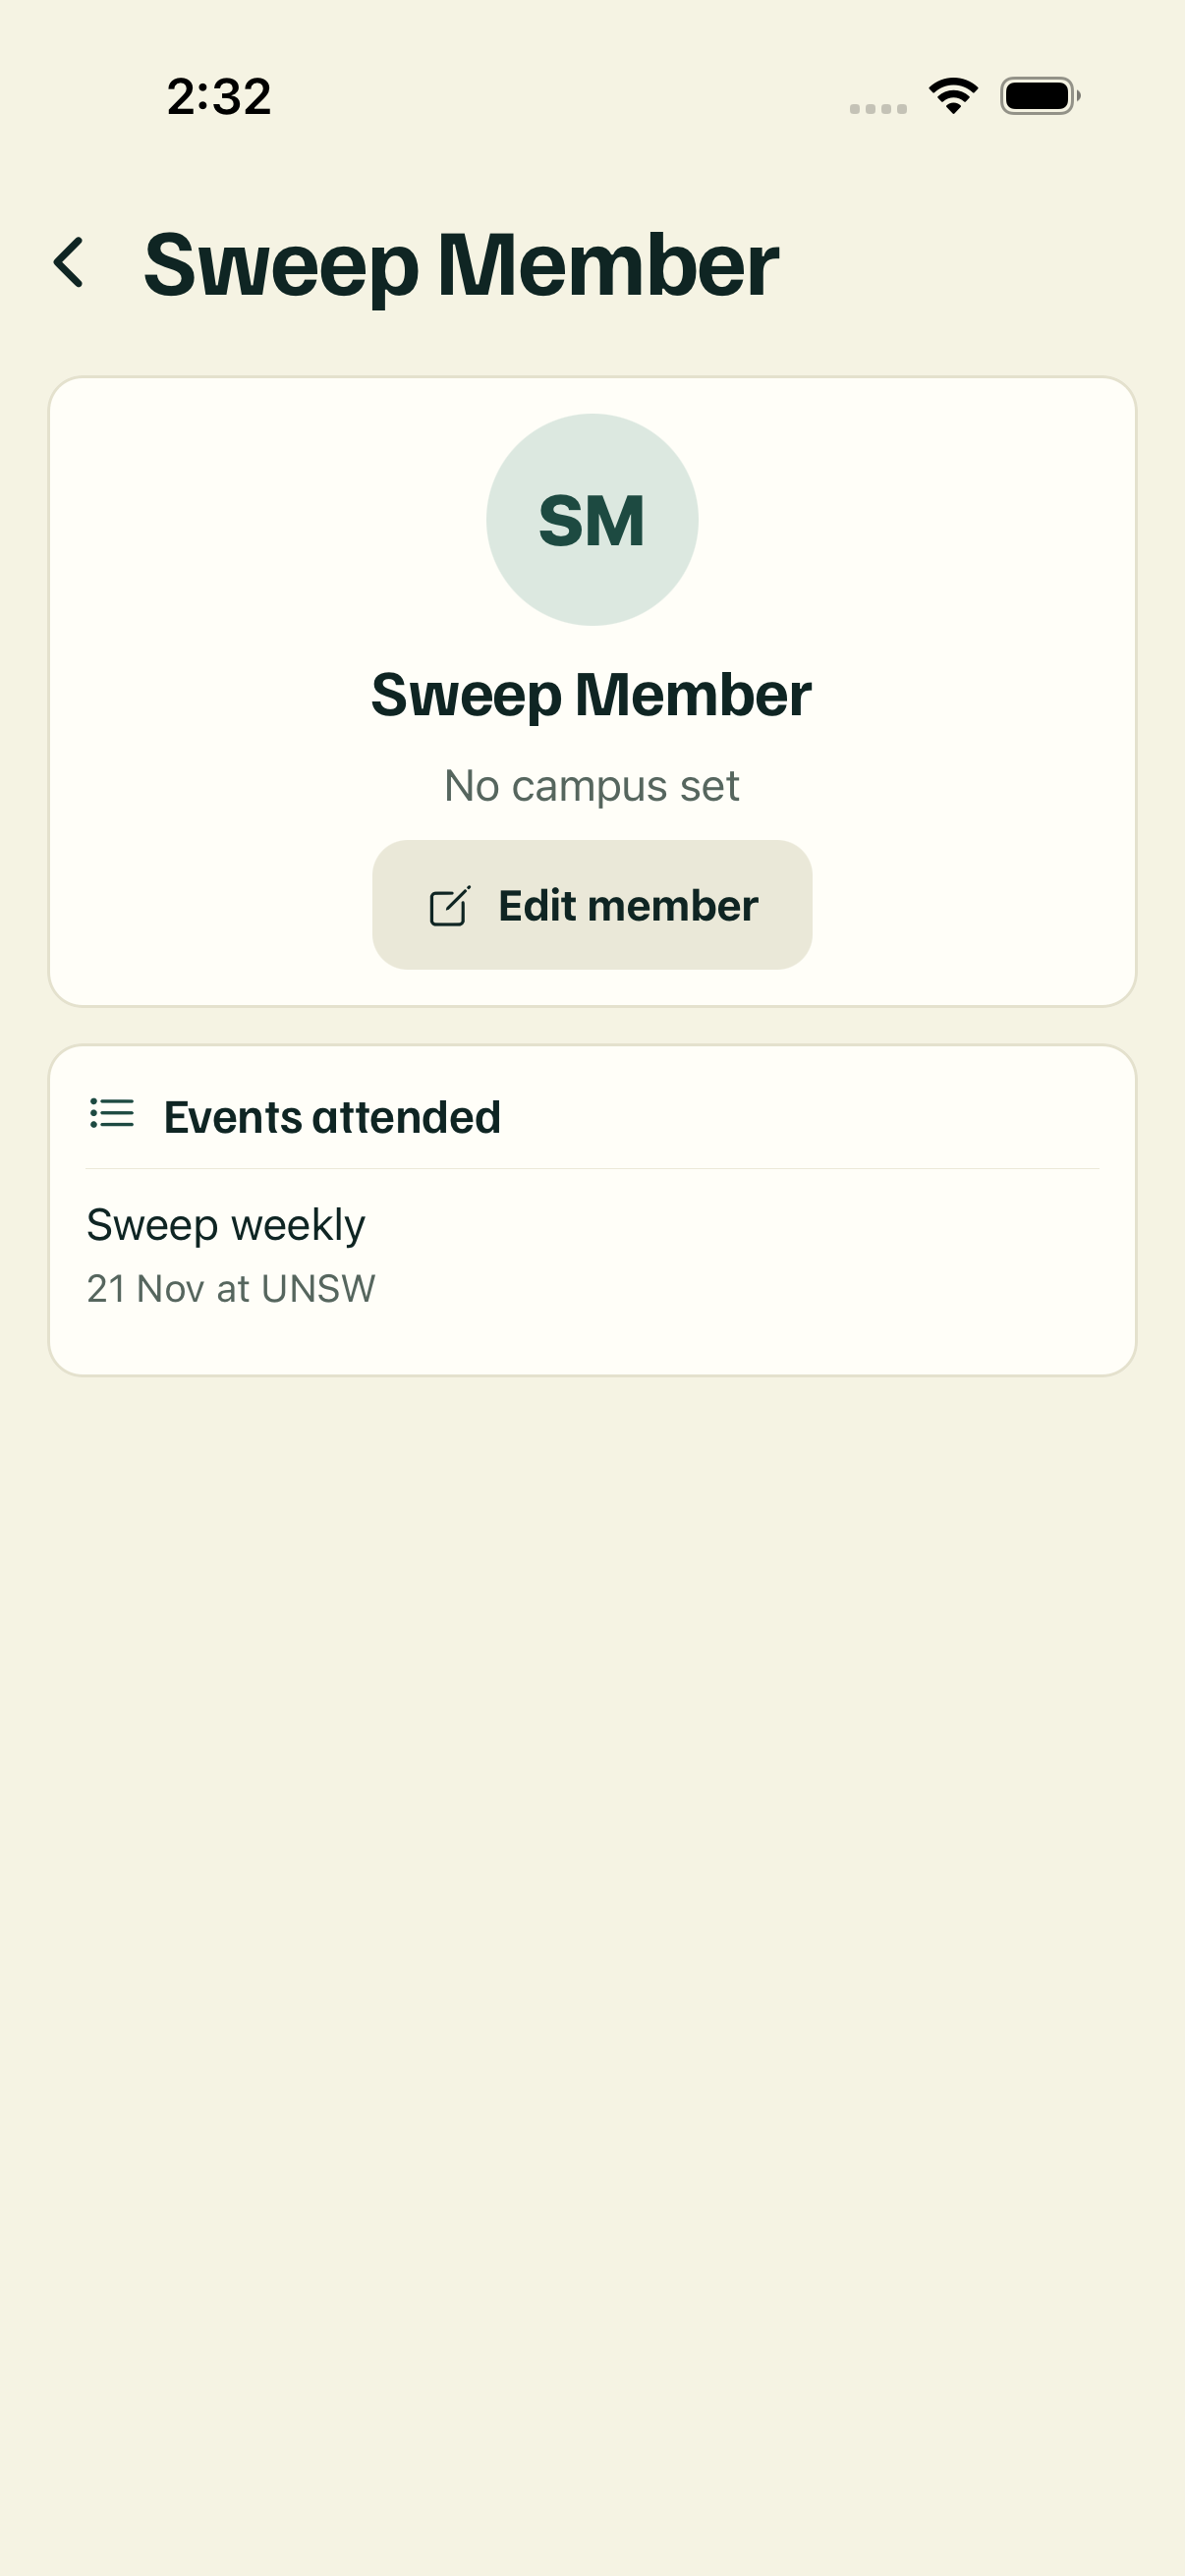 2:32
Sweep Member
SM
Sweep Member
No campus set
Edit member
Events attended
Sweep weekly
21 Nov at UNSW